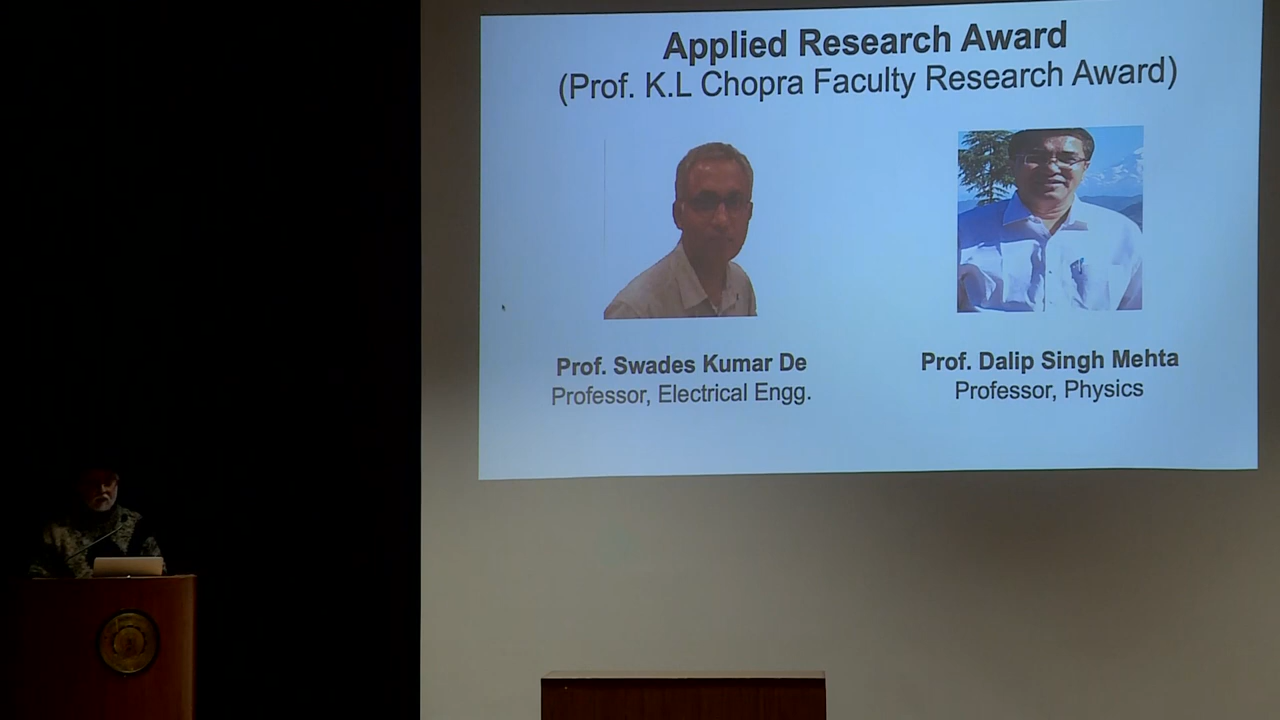 Applied Research Award
(Prof. K.L Chopra Faculty Research Award)
Prof. Swades Kumar De
Professor, Electrical Engg.
Prof. Dalip Singh Mehta
Professor, Physics